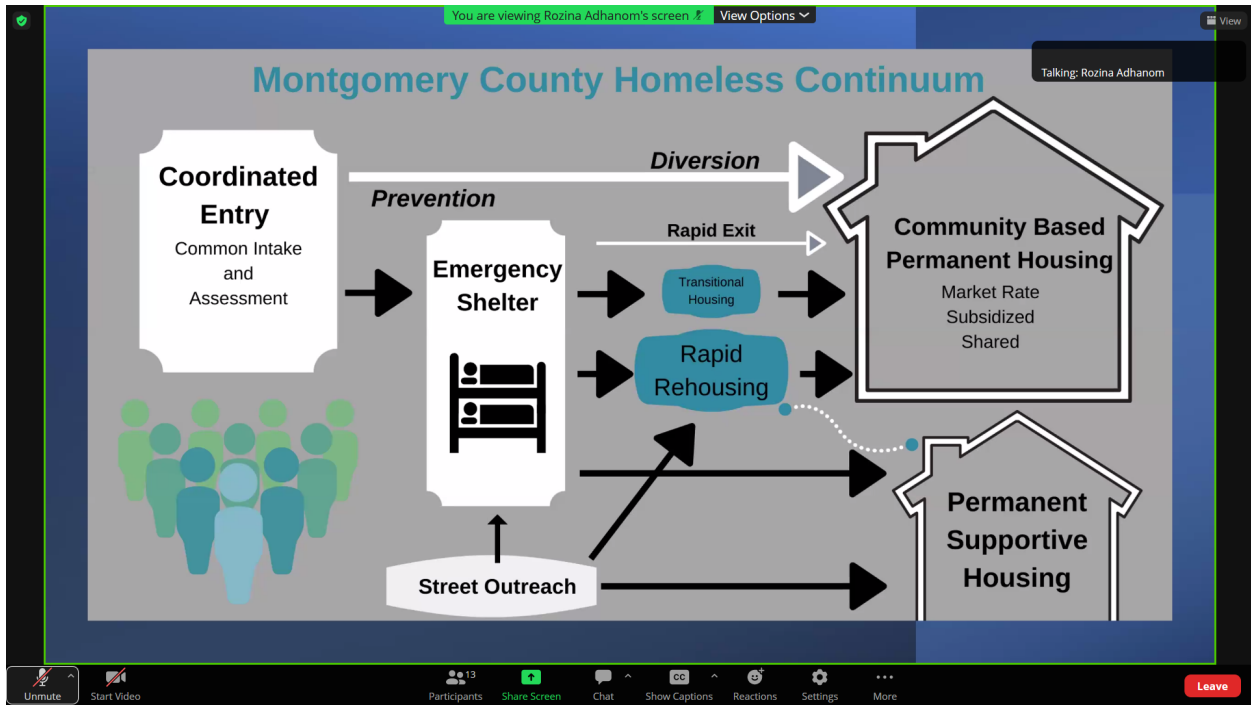 You are viewing Rozina Adhanom's screen
View Options
View
Talking: Rozina Adhanom
Montgomery County Homeless Continuum
Coordinated
Entry
Common Intake
and
Assessment
Diversion
Prevention
Rapid Exit
Emergency
Shelter
Transitional
Housing
Rapid
Rehousing
Community Based
Permanent Housing
Market Rate
Subsidized
Shared
Street Outreach
Permanent
Supportive
Housing
Unmute
Start Video
13
Participants
Share Screen
Chat
CC
Show Captions
Reactions
Settings
More
Leave